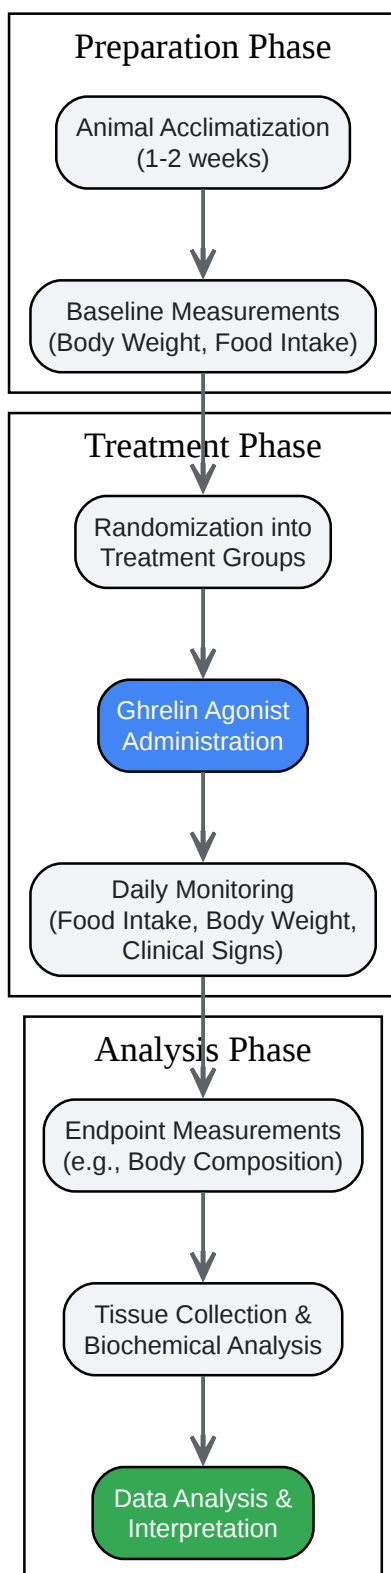 Preparation Phase
Animal Acclimatization
(1-2 weeks)
Baseline Measurements
(Body Weight, Food Intake)
Treatment Phase
Randomization into
Treatment Groups
Ghrelin Agonist
Administration
Daily Monitoring
(Food Intake, Body Weight,
Clinical Signs)
Analysis Phase
Endpoint Measurements
(e.g., Body Composition)
Tissue Collection &
Biochemical Analysis
Data Analysis &
Interpretation